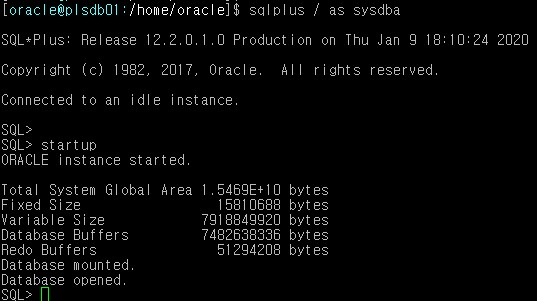 [oracle@plsdb01:/home/oracle]$ sqlplus / as sysdba
SQL*Plus: Release 12.2.0.1.0 Production on Thu Jan 9 18:10:24 2020
Copyright (c) 1982, 2017, Oracle.  All rights reserved.
Connected to an idle instance.
SQL>
SQL> startup
ORACLE instance started.
Total System Global Area 1.5469E+10 bytes
Fixed Size                 15810688 bytes
Variable Size            7918849920 bytes
Database Buffers         7482638336 bytes
Redo Buffers               51294208 bytes
Database mounted.
Database opened.
SQL>